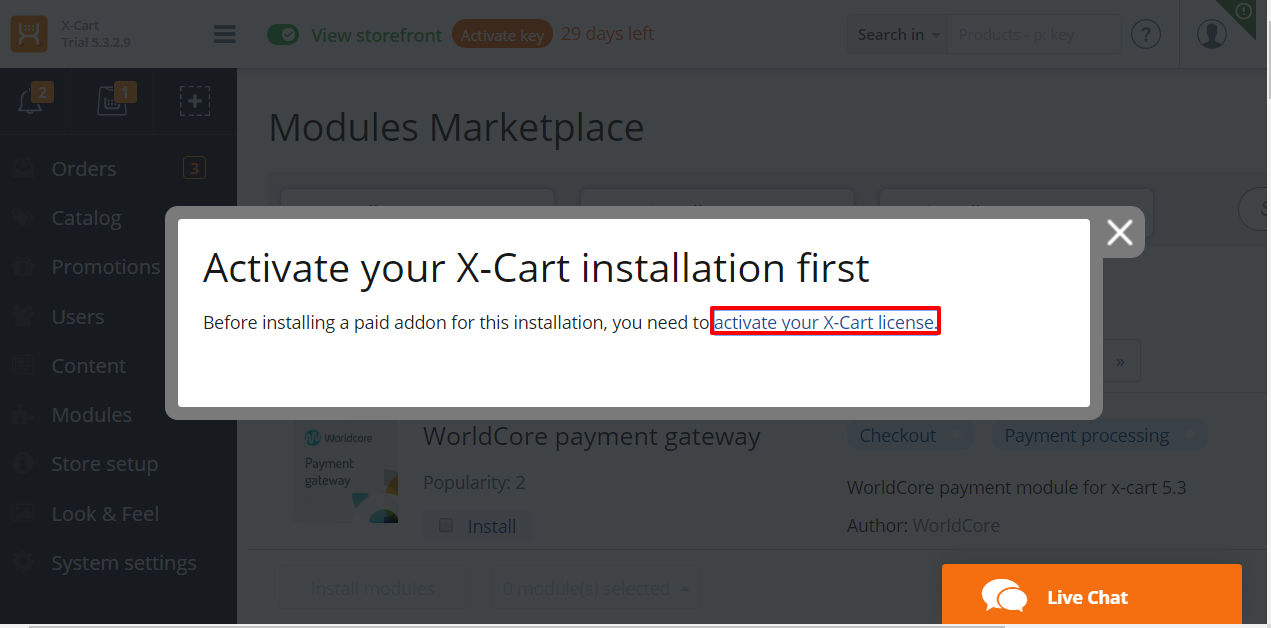 X-Cart
Trial 5.3.2.9
View storefront
Activate key
29 days left
Search in
Products - p: key
?
2
1
Modules Marketplace
Orders
3
Catalog
Promotions
Users
Content
Modules
Store setup
Look & Feel
System settings
Activate your X-Cart installation first
Before installing a paid addon for this installation, you need to activate your X-Cart license.
»
Worldcore
Payment
gateway
WorldCore payment gateway
Popularity: 2
Install
Checkout
Payment processing
WorldCore payment module for x-cart 5.3
Author: WorldCore
Install modules
0 module(s) selected
Live Chat